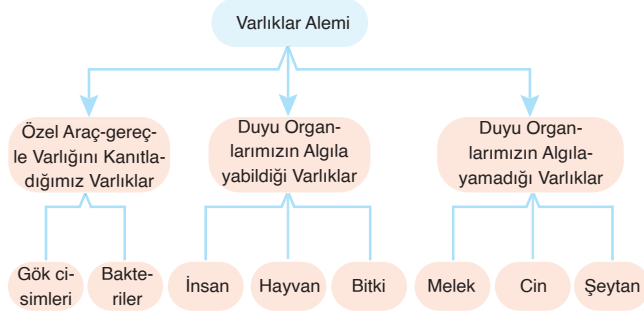 Varlıklar Alemi
Özel Araç-gereç-
le Varlığını Kanıtla-
dığımız Varlıklar
Duyu Organ-
larımızın Algıla
yabildiği Varlıklar
Duyu Organ-
larımızın Algıla-
yamadığı Varlıklar
Gök ci-
simleri
Bakte-
riler
İnsan
Hayvan
Bitki
Melek
Cin
Şeytan